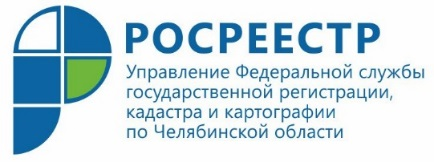 РОСРЕЕСТР
Управление Федеральной службы
государственной регистрации,
кадастра и картографии
по Челябинской области